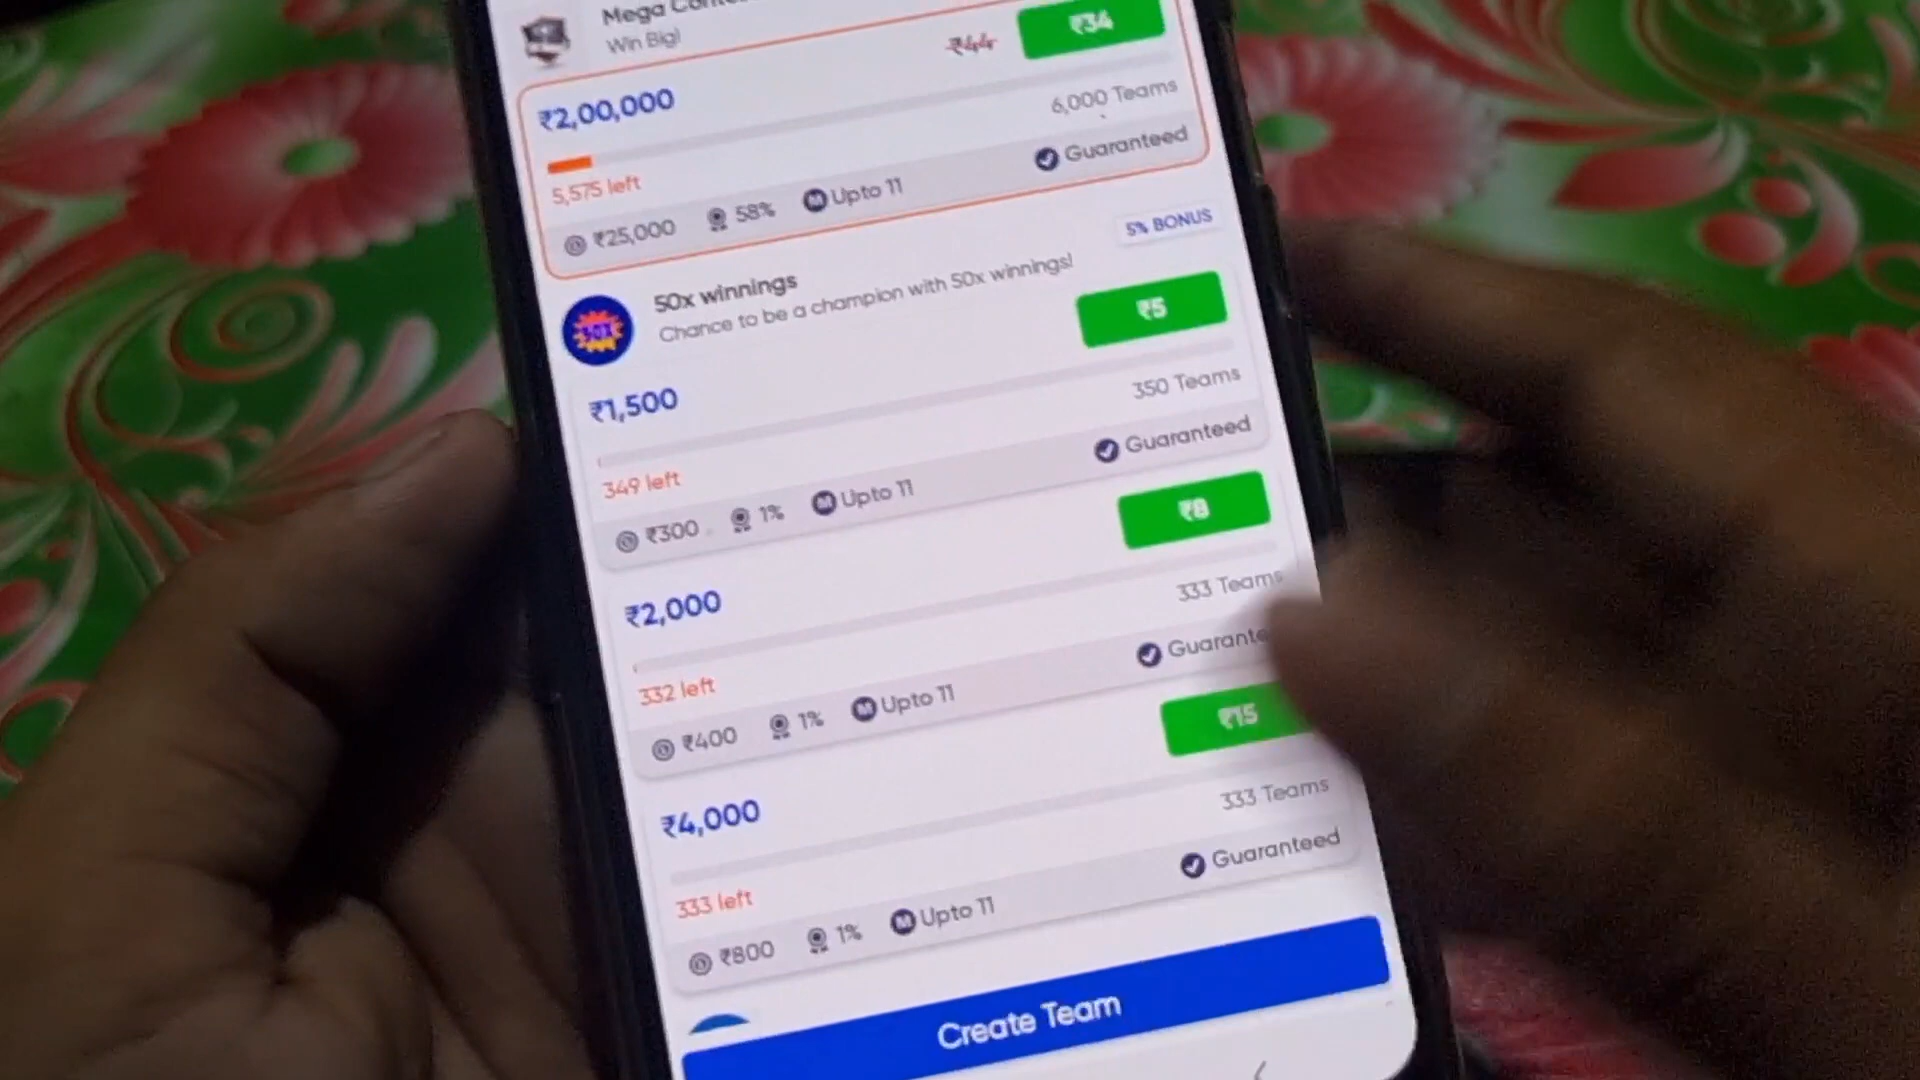 Mega
Win Big!
₹44 ₹34
₹2,00,000
6,000 Teams
5,575 left
₹25,000 58% M Upto 11 Guaranteed
5% BONUS
50x winnings
Chance to be a champion with 50x winnings!
50X
₹5
₹1,500
350 Teams
349 left
₹300 1% M Upto 11 Guaranteed
₹8
₹2,000
333 Teams
332 left
₹400 1% M Upto 11
₹15
₹4,000
333 Teams
333 left
₹800 1% M Upto 11 Guaranteed
Create Team